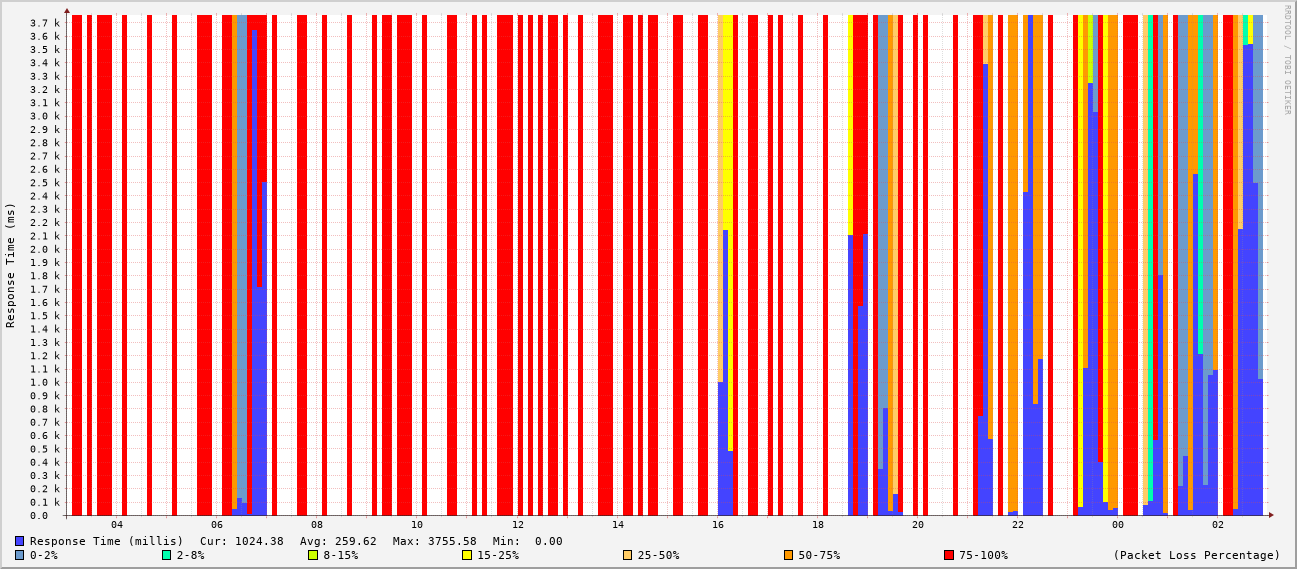 3.7 k
3.6 k
3.5 k
3.4 k
3.3 k
3.2 k
3.1 k
3.0 k
2.9 k
2.8 k
2.7 k
2.6 k
2.5 k
2.4 k
2.3 k
2.2 k
2.1 k
2.0 k
1.9 k
1.8 k
1.7 k
1.6 k
1.5 k
1.4 k
1.3 k
1.2 k
1.1 k
1.0 k
0.9 k
0.8 k
0.7 k
0.6 k
0.5 k
0.4 k
0.3 k
0.2 k
0.1 k
0.0
Response Time (ms)
RRDTOOL / TOBI OETIKER
04 06 08 10 12 14 16 18 20 22 00 02
Response Time (millis) Cur: 1024.38 Avg: 259.62 Max: 3755.58 Min: 0.00
0-2% 2-8% 8-15% 15-25% 25-50% 50-75% 75-100% (Packet Loss Percentage)